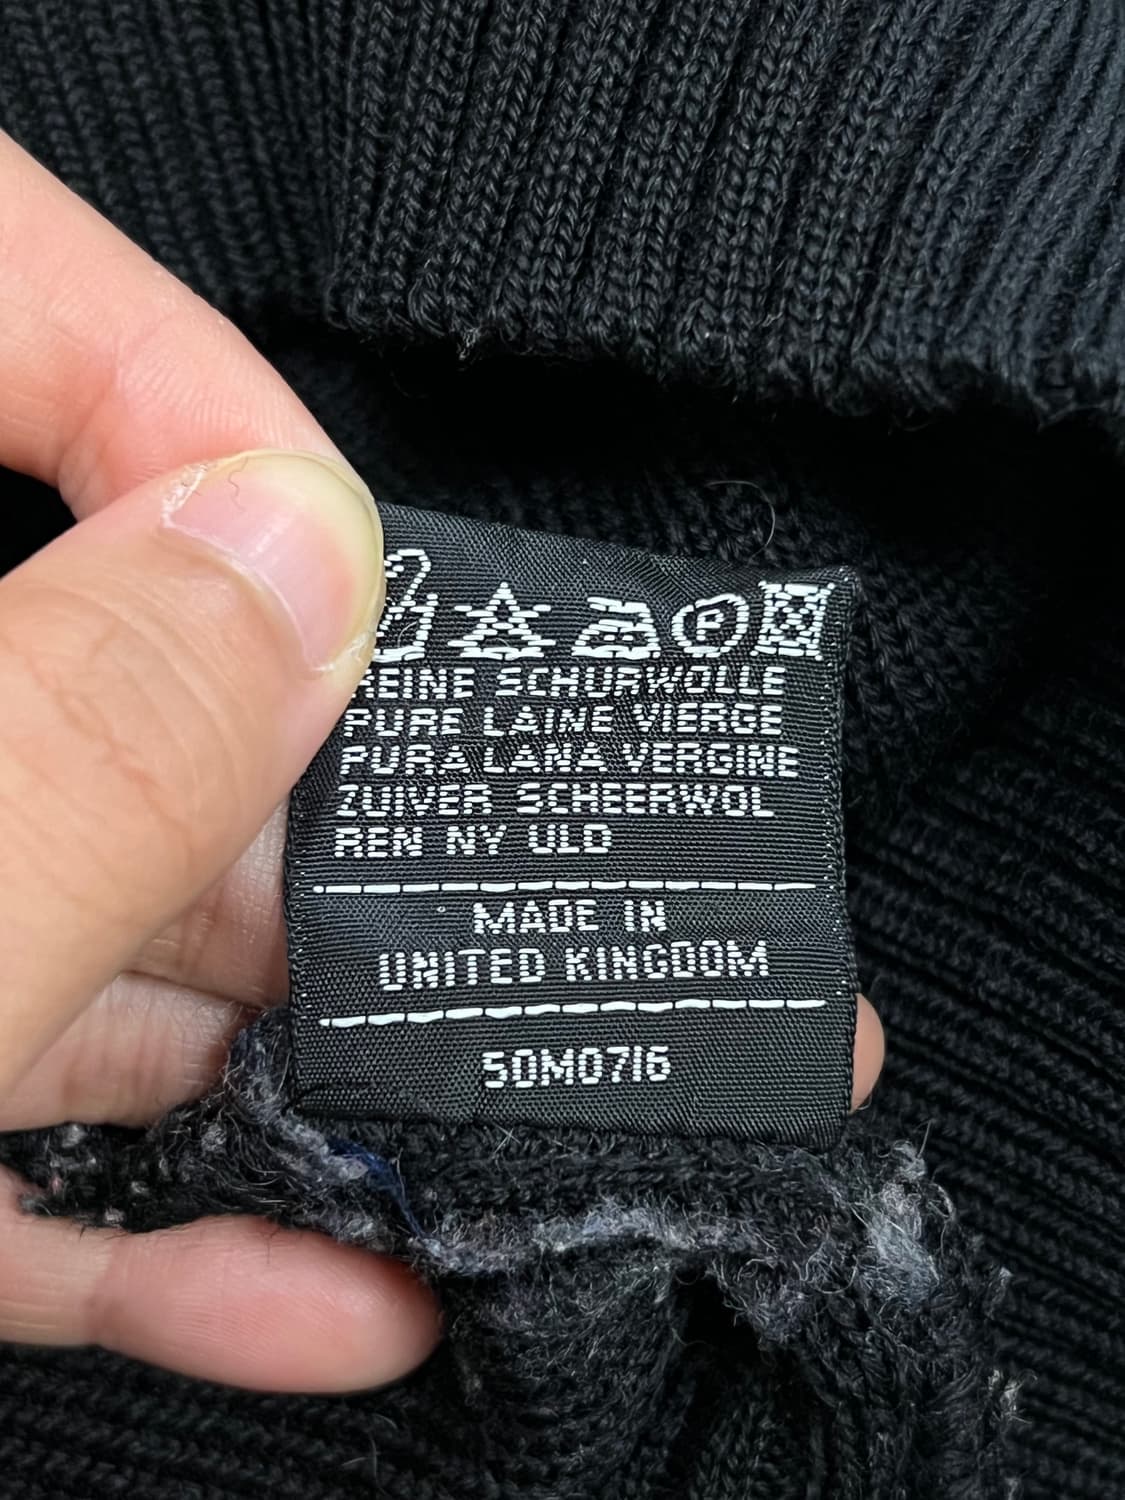 REINE SCHURWOLLE
PURE LAINE VIERGE
PURA LANA VERGINE
ZUIVER SCHEERWOL
REN NY ULD
MADE IN
UNITED KINGDOM
50M0716